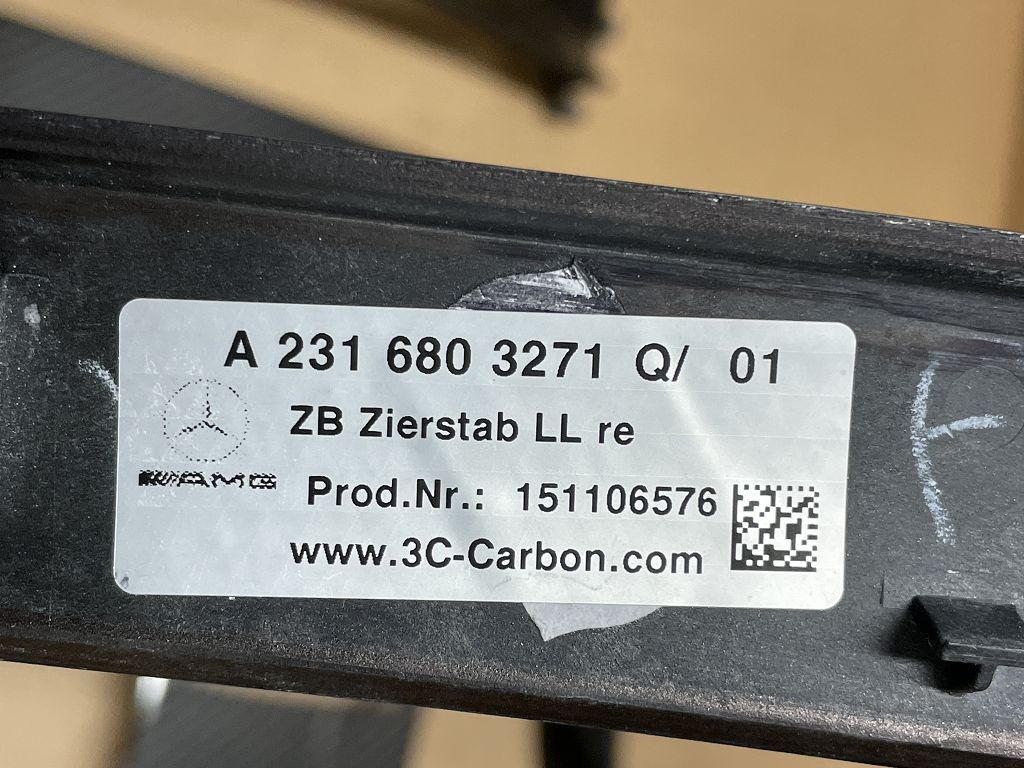 A 231 680 3271 Q/ 01
ZB Zierstab LL re
AMG
Prod.Nr.: 151106576
www.3C-Carbon.com